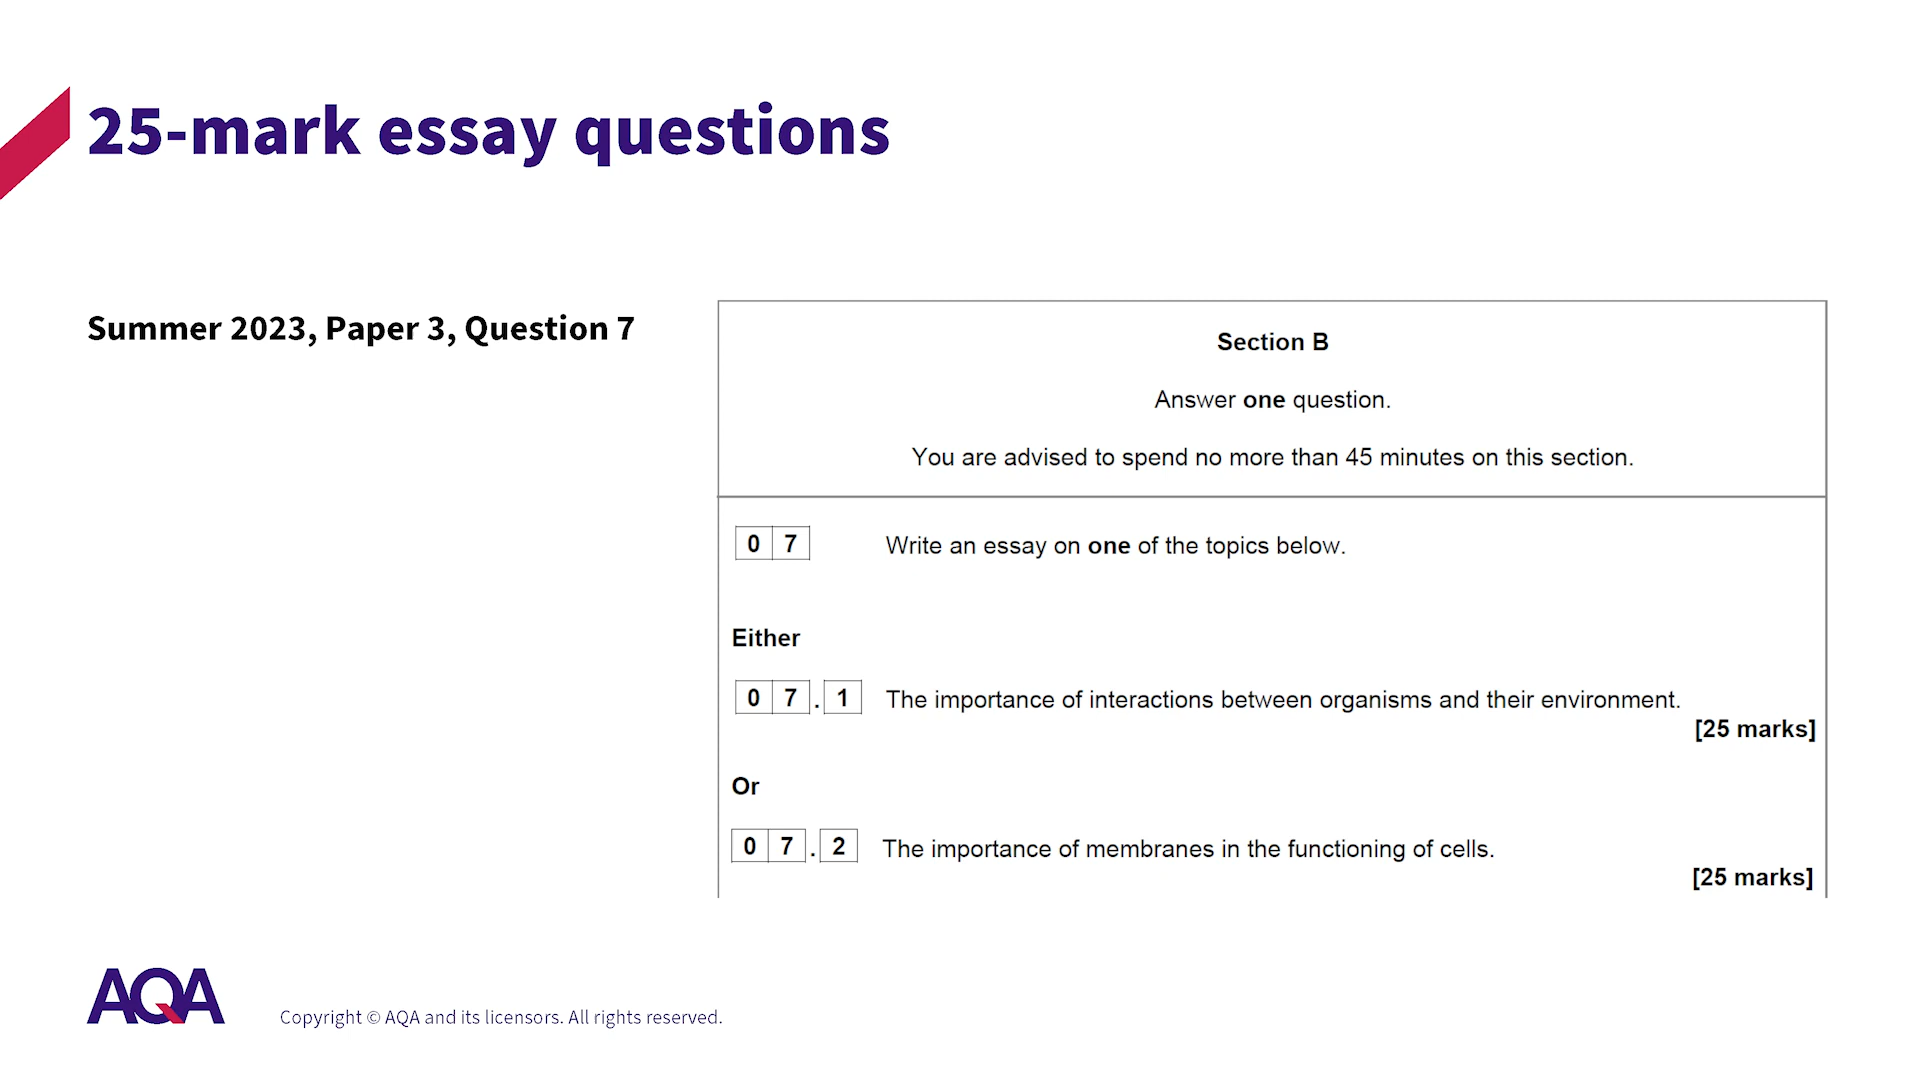 25-mark essay questions
Summer 2023, Paper 3, Question 7
Section B
Answer one question.
You are advised to spend no more than 45 minutes on this section.
0 7 Write an essay on one of the topics below.
Either
0 7 . 1 The importance of interactions between organisms and their environment.
[25 marks]
Or
0 7 . 2 The importance of membranes in the functioning of cells.
[25 marks]
AQA
Copyright © AQA and its licensors. All rights reserved.